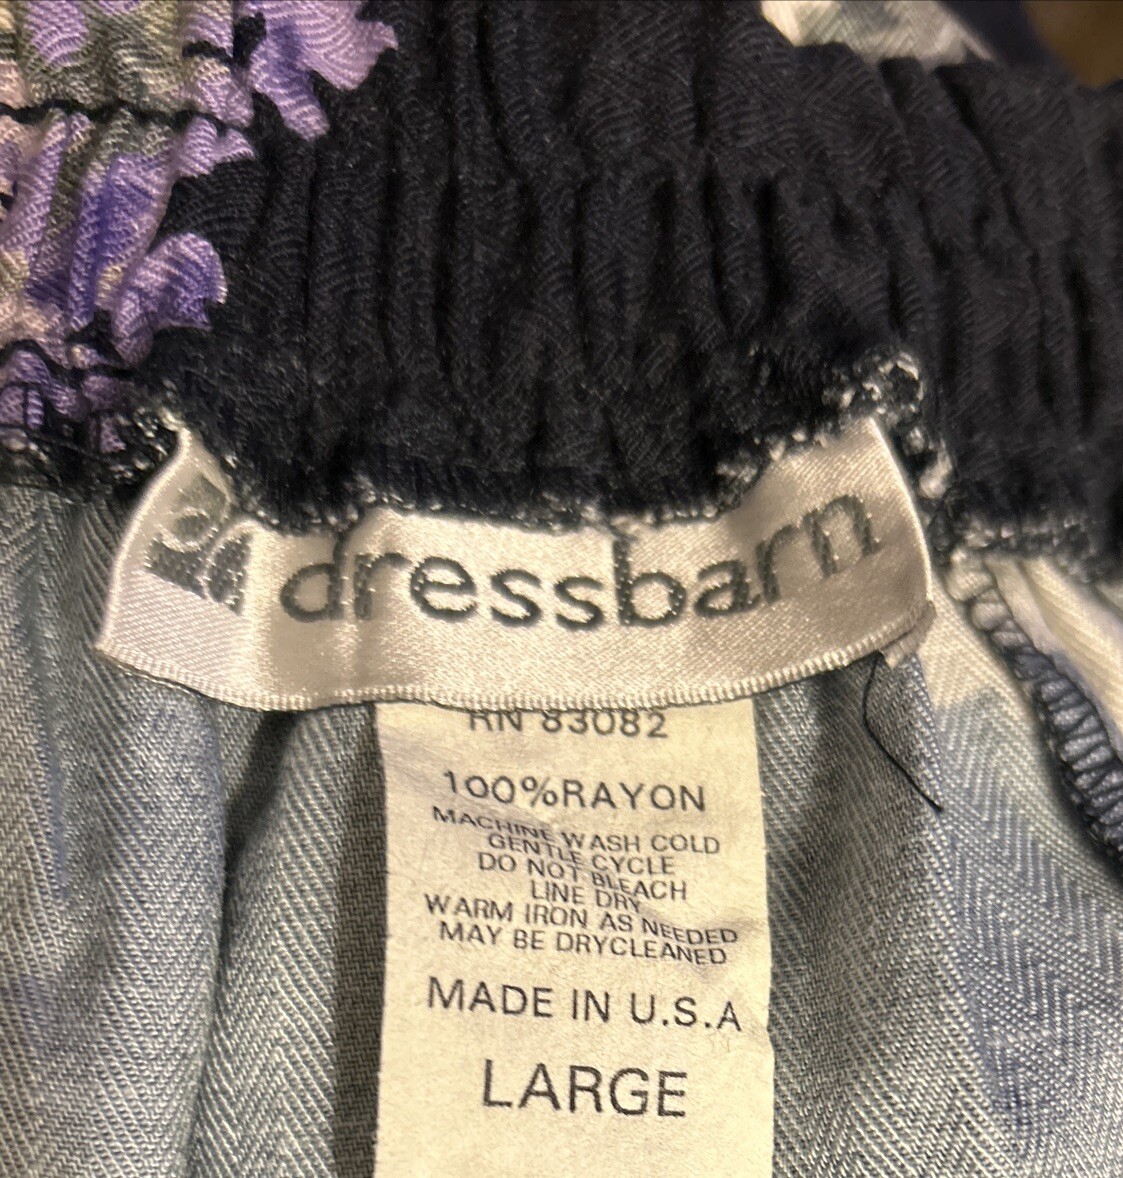 dressbarn
RN 83082
100%RAYON
MACHINE WASH COLD
GENTLE CYCLE
DO NOT BLEACH
LINE DRY
WARM IRON AS NEEDED
MAY BE DRYCLEANED
MADE IN U.S.A
LARGE